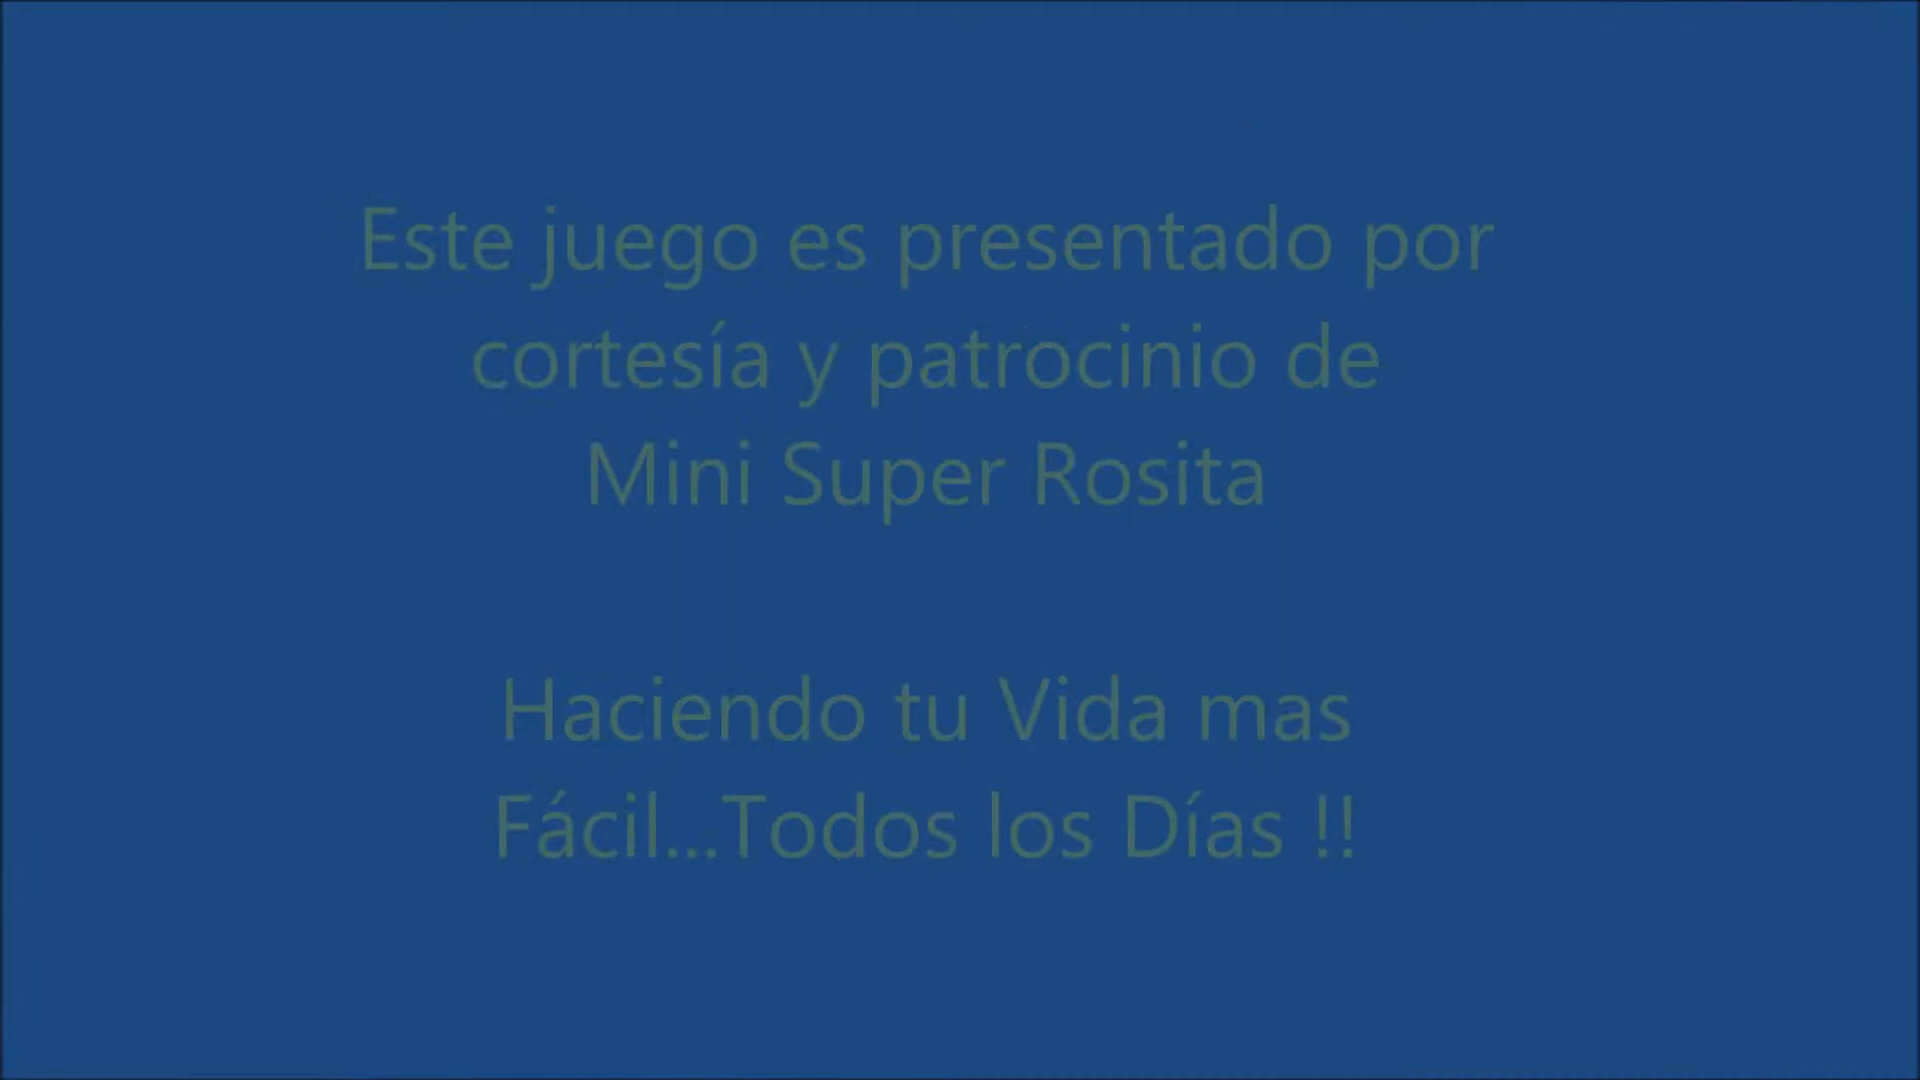 Este juego es presentado por
cortesía y patrocinio de
Mini Super Rosita
Haciendo tu Vida mas
Fácil...Todos los Días !!